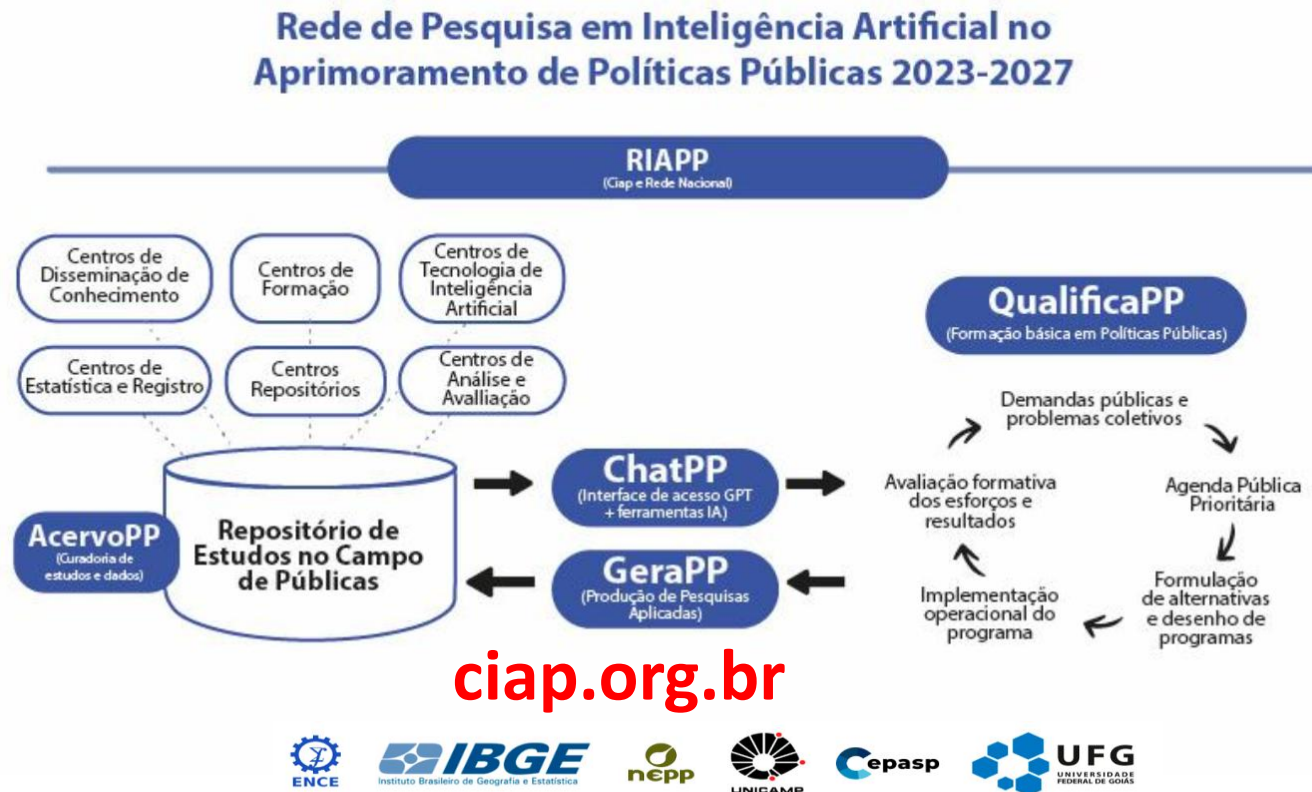 Rede de Pesquisa em Inteligência Artificial no
Aprimoramento de Políticas Públicas 2023-2027
RIAPP
(Ciap e Rede Nacional)
Centros de
Disseminação de
Conhecimento
Centros de
Formação
Centros de
Tecnologia de
Inteligência
Artificial
Centros de
Estatística e Registro
Centros
Repositórios
Centros de
Análise e
Avalliação
AcervoPP
(Curadoria de
estudos e dados)
Repositório de
Estudos no Campo
de Públicas
ChatPP
(Interface de acesso GPT
+ ferramentas IA)
GeraPP
(Produção de Pesquisas
Aplicadas)
QualificaPP
(Formação básica em Políticas Públicas)
Demandas públicas e
problemas coletivos
Agenda Pública
Prioritária
Formulação
de alternativas
e desenho de
programas
Implementação
operacional do
programa
Avaliação formativa
dos esforços e
resultados
ciap.org.br
ENCE
IBGE
Instituto Brasileiro de Geografia e Estatística
nepp
UNICAMP
Cepasp
UFG
UNIVERSIDADE
FEDERAL DE GOIÁS